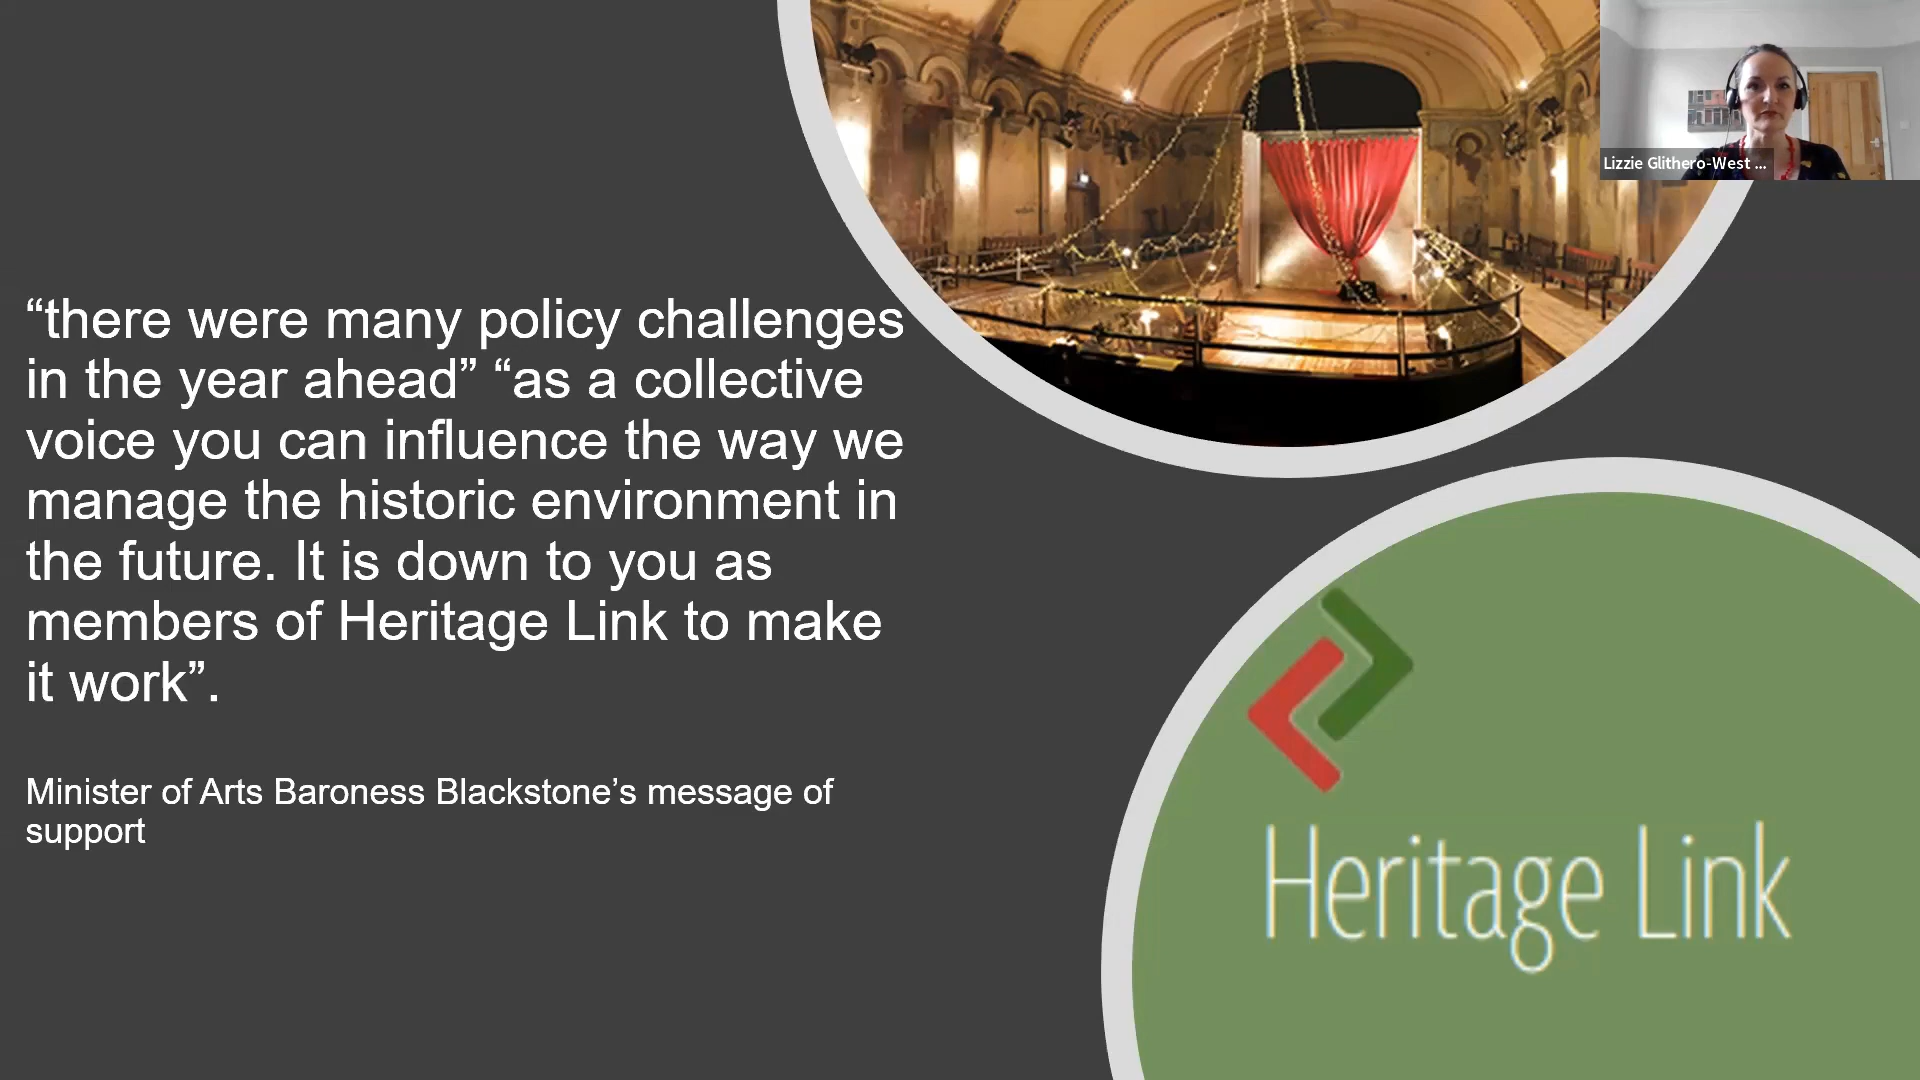 Lizzie Glithero-West ...
“there were many policy challenges
in the year ahead” “as a collective
voice you can influence the way we
manage the historic environment in
the future. It is down to you as
members of Heritage Link to make
it work”.
Minister of Arts Baroness Blackstone’s message of
support
Heritage Link